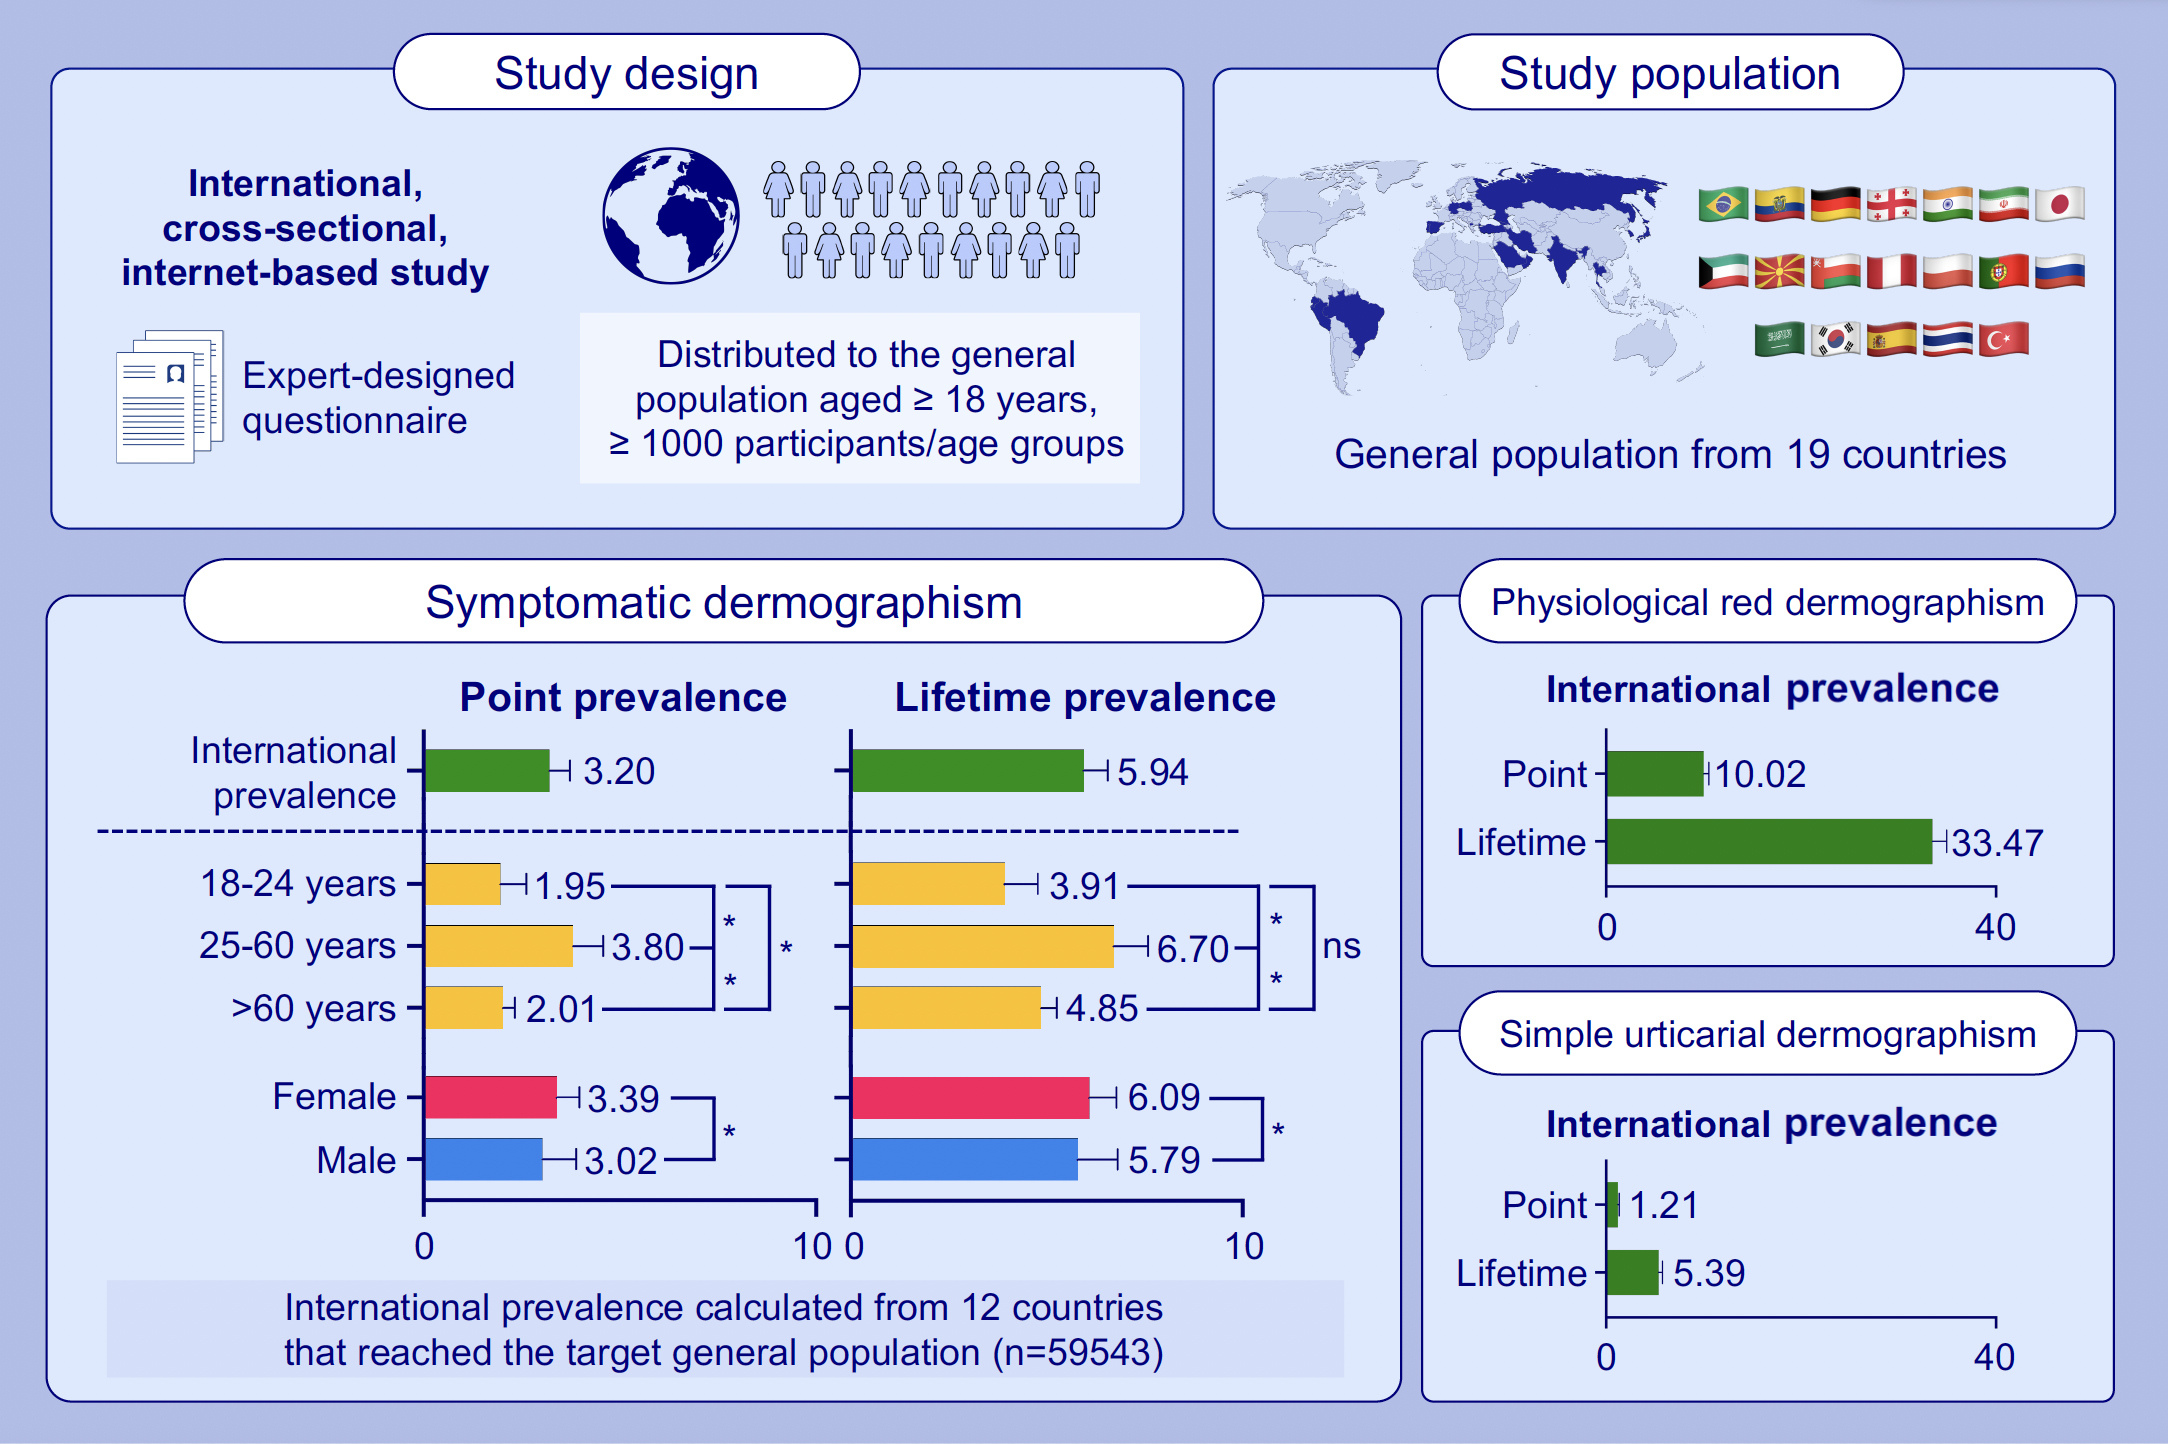 Study design
International,
cross-sectional,
internet-based study
Expert-designed
questionnaire
Distributed to the general
population aged ≥ 18 years,
≥ 1000 participants/age groups
Study population
General population from 19 countries
Symptomatic dermographism
Point prevalence
Lifetime prevalence
International
prevalence
3.20
5.94
18-24 years
1.95
3.91
25-60 years
3.80
6.70
>60 years
2.01
4.85
*
*
*
*
*
ns
Female
3.39
6.09
Male
3.02
5.79
*
*
0
10
0
10
International prevalence calculated from 12 countries
that reached the target general population (n=59543)
Physiological red dermographism
International prevalence
Point
10.02
Lifetime
33.47
0
40
Simple urticarial dermographism
International prevalence
Point
1.21
Lifetime
5.39
0
40